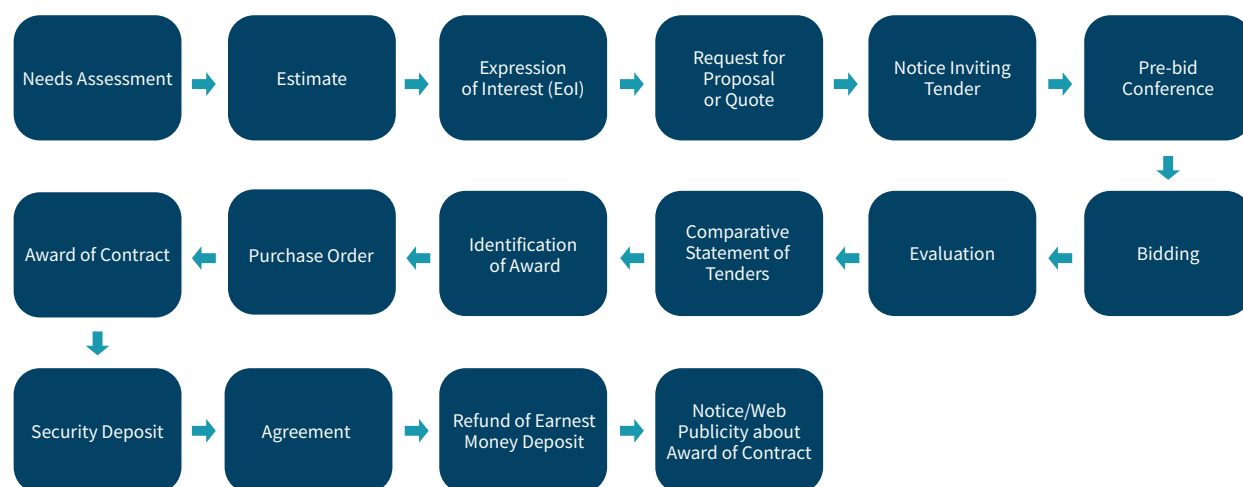 Needs Assessment
Estimate
Expression
of Interest (EoI)
Request for
Proposal
or Quote
Notice Inviting
Tender
Pre-bid
Conference
Bidding
Evaluation
Comparative
Statement of
Tenders
Identification
of Award
Purchase Order
Award of Contract
Security Deposit
Agreement
Refund of Earnest
Money Deposit
Notice/Web
Publicity about
Award of Contract